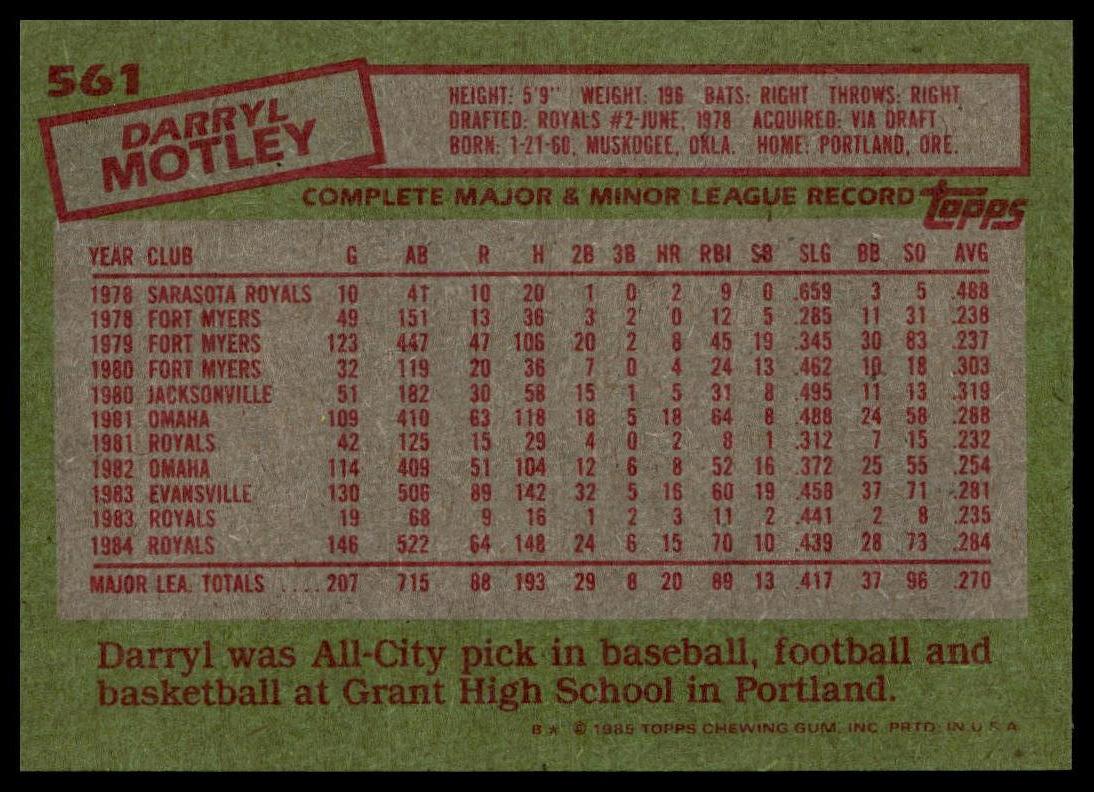 561
DARRYL
MOTLEY
HEIGHT: 5'9" WEIGHT: 196 BATS: RIGHT THROWS: RIGHT
DRAFTED: ROYALS #2-JUNE, 1978 ACQUIRED: VIA DRAFT
BORN: 1-21-60, MUSKOGEE, OKLA. HOME: PORTLAND, ORE.
COMPLETE MAJOR & MINOR LEAGUE RECORD topps
YEAR CLUB G AB R H 2B 3B HR RBI SB SLG BB SO AVG
1978 SARASOTA ROYALS 10 41 10 20 1 0 2 9 0 .659 3 5 .488
1978 FORT MYERS 49 151 13 36 3 2 0 12 5 .285 11 31 .238
1979 FORT MYERS 123 447 47 106 20 2 8 45 19 .345 30 83 .237
1980 FORT MYERS 32 119 20 36 7 0 4 24 13 .462 10 18 .303
1980 JACKSONVILLE 51 182 30 58 15 1 5 31 8 .495 11 13 .319
1981 OMAHA 109 410 63 118 18 5 18 64 8 .488 24 58 .288
1981 ROYALS 42 125 15 29 4 0 2 8 1 .312 7 15 .232
1982 OMAHA 114 409 51 104 12 6 8 52 16 .372 25 55 .254
1983 EVANSVILLE 130 506 89 142 32 5 16 60 19 .458 37 71 .281
1983 ROYALS 19 68 9 16 1 2 3 11 2 .441 2 8 .235
1984 ROYALS 146 522 64 148 24 6 15 70 10 .439 28 73 .284
MAJOR LEA. TOTALS .... 207 715 88 193 29 8 20 89 13 .417 37 96 .270
Darryl was All-City pick in baseball, football and
basketball at Grant High School in Portland.
B* © 1985 TOPPS CHEWING GUM, INC. PRTD. IN U.S.A.